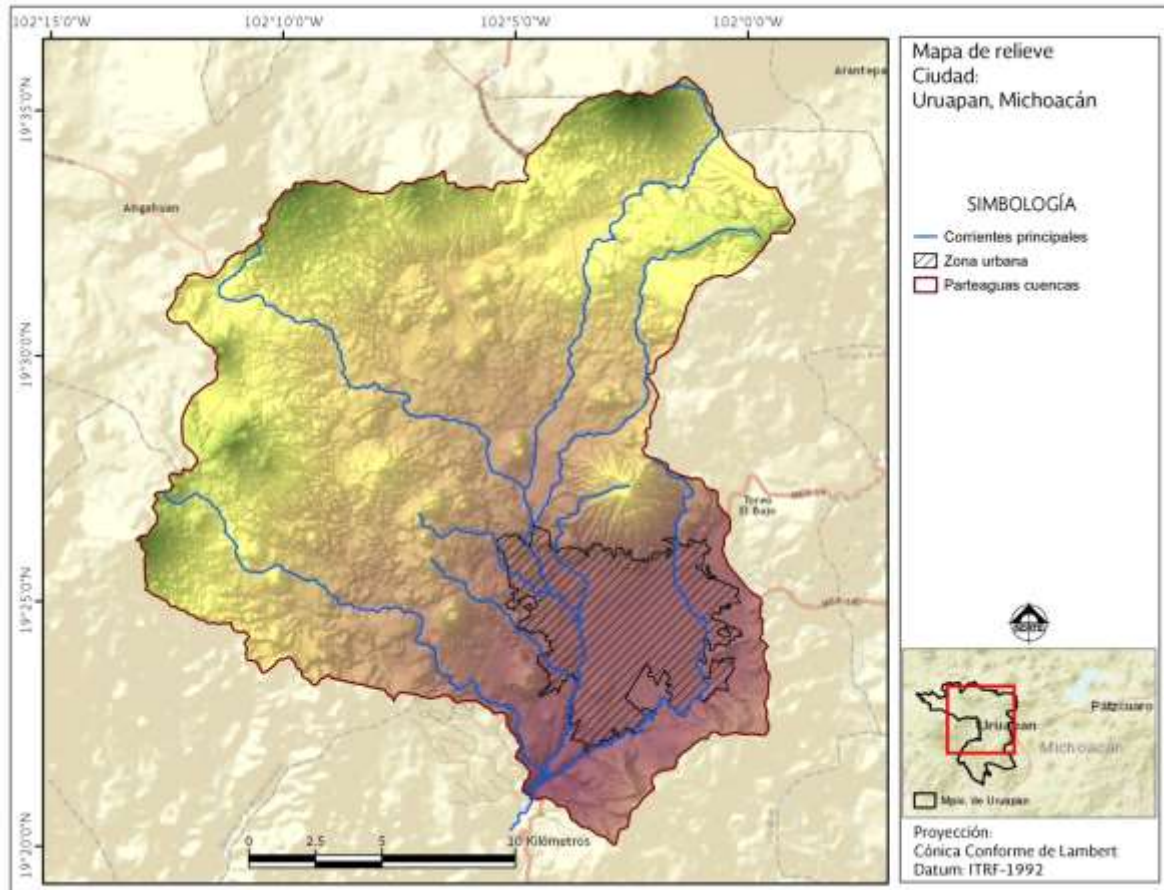 102°15'0"W
102°10'0"W
102°5'0"W
102°0'0"W
19°35'0"N
19°30'0"N
19°25'0"N
19°20'0"N
Arantepa
Angahuan
Toreo
El Bajo
0
2.5
5
10 Kilómetros
Mapa de relieve
Ciudad:
Uruapan, Michoacán
SIMBOLOGÍA
Corrientes principales
Zona urbana
Parteaguas cuencas
NORTE
Pátzcuaro
Uruapan
Michoacán
Mpio. de Uruapan
Proyección:
Cónica Conforme de Lambert
Datum: ITRF-1992